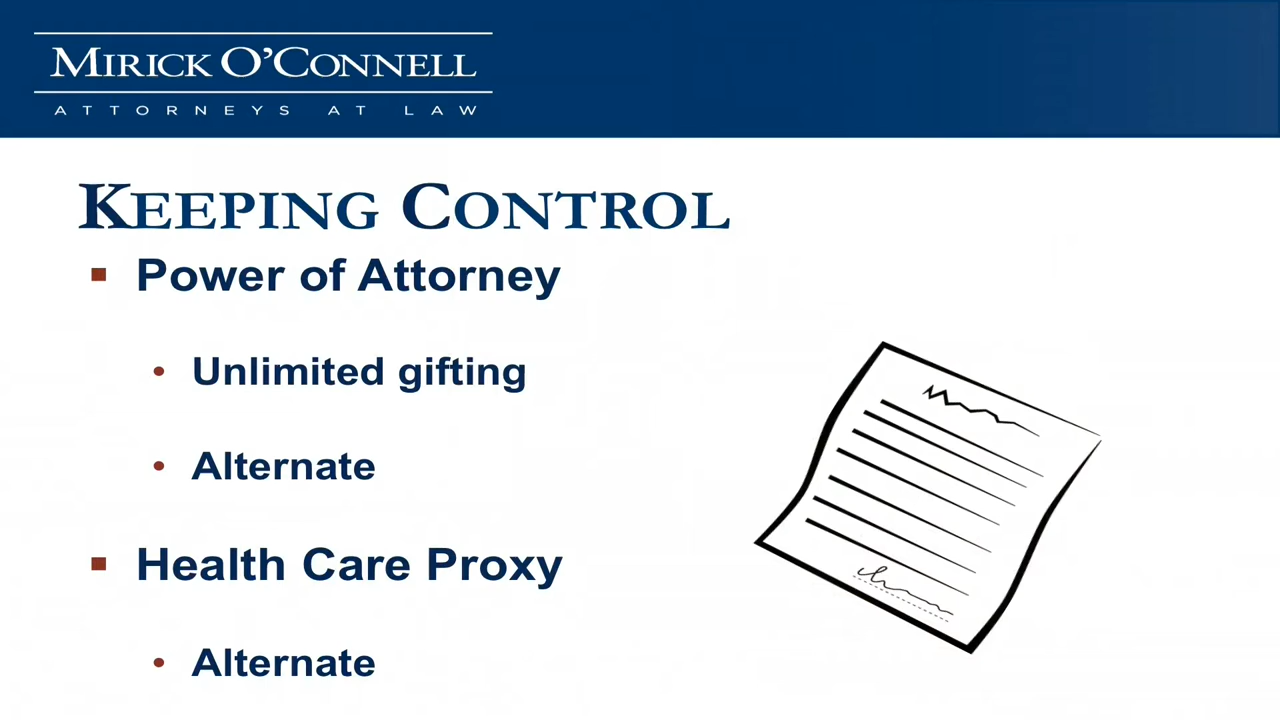 MIRICK O'CONNELL
ATTORNEYS AT LAW
KEEPING CONTROL
▪ Power of Attorney
• Unlimited gifting
• Alternate
▪ Health Care Proxy
• Alternate